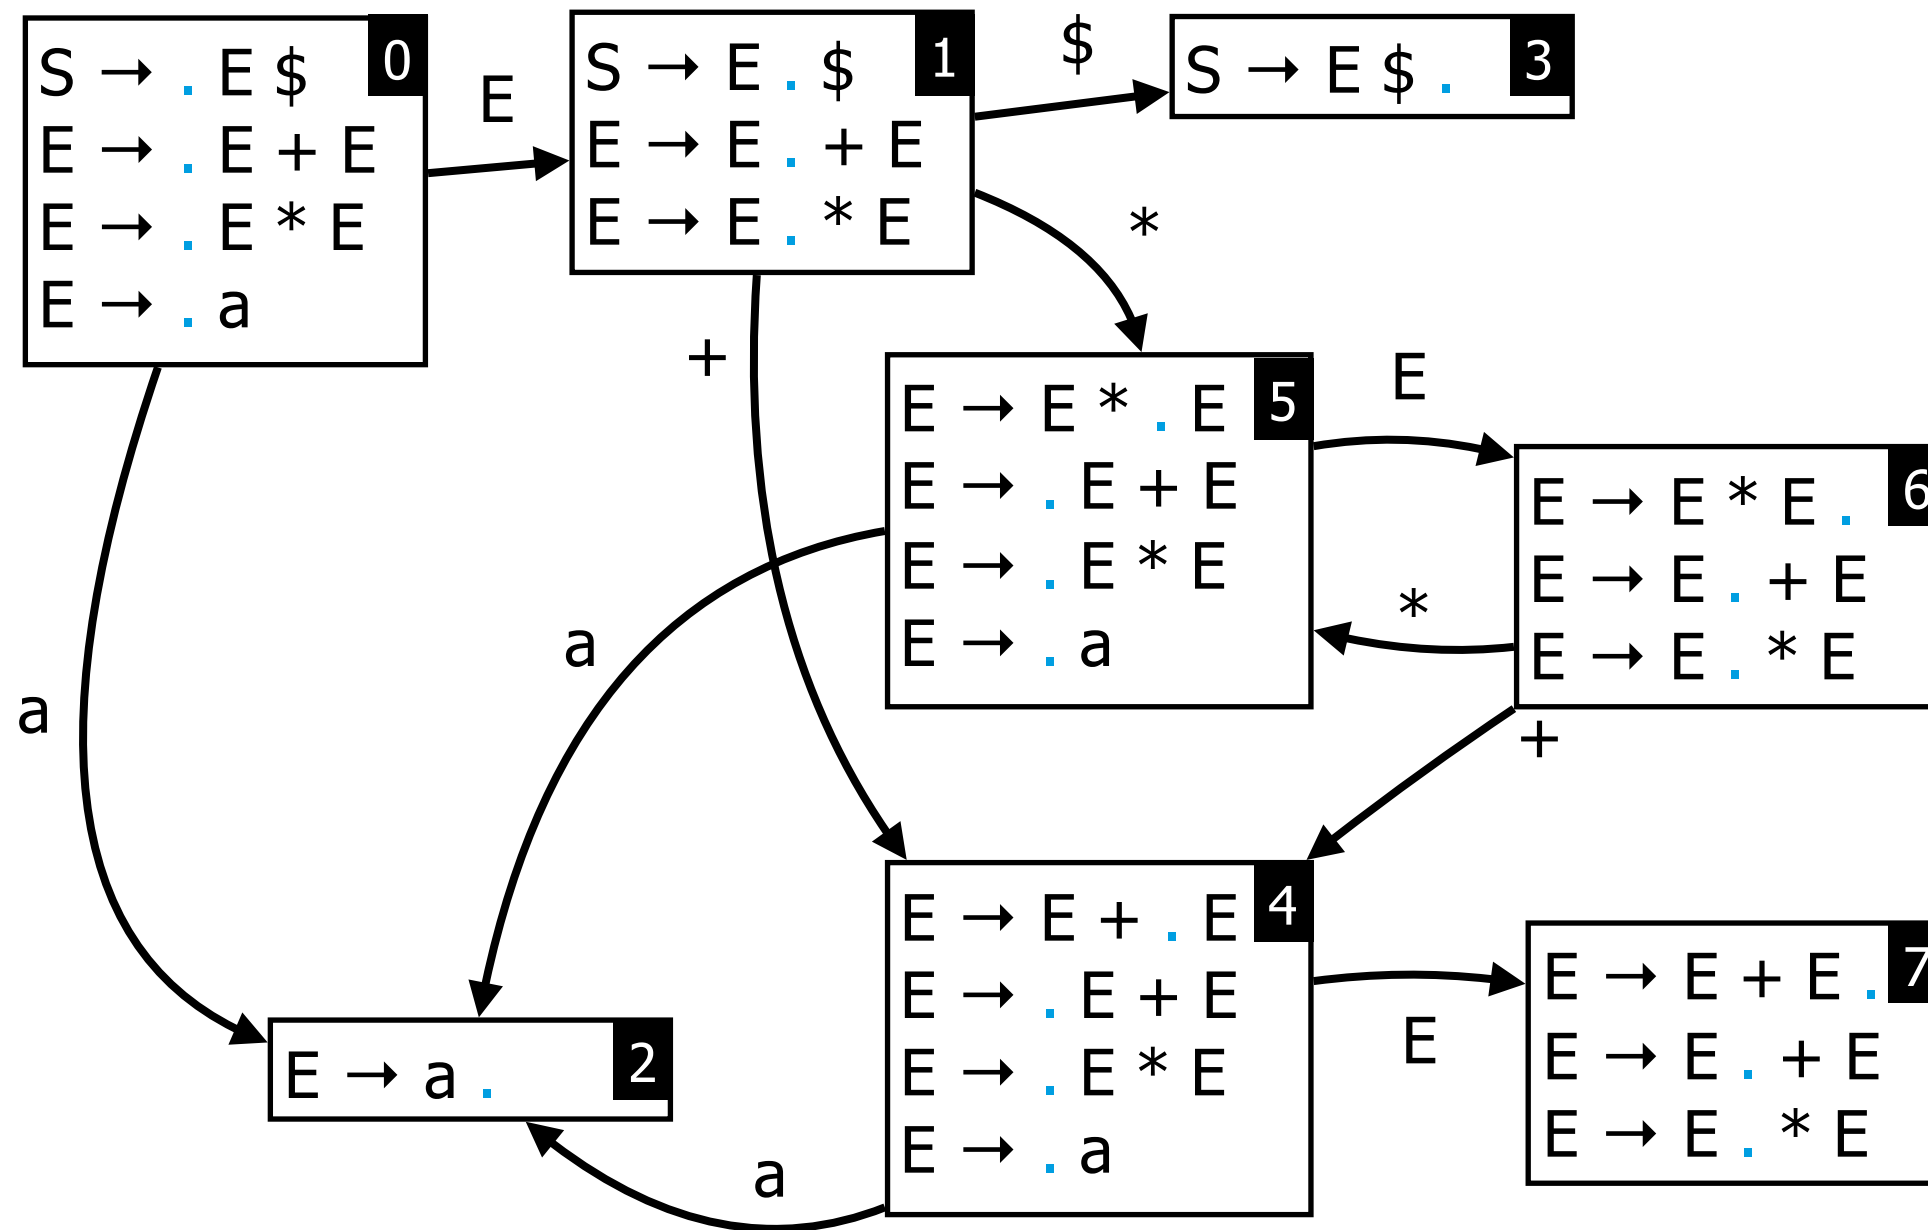 S → . E $ 0
E → . E + E
E → . E * E
E → . a
E
S → E . $ 1
E → E . + E
E → E . * E
$
S → E $ . 3
*
+
E → E * . E 5
E → . E + E
E → . E * E
E → . a
E
E → E * E . 6
E → E . + E
E → E . * E
*
+
a
a
E → E + . E 4
E → . E + E
E → . E * E
E → . a
E
E → E + E . 7
E → E . + E
E → E . * E
E → a . 2
a